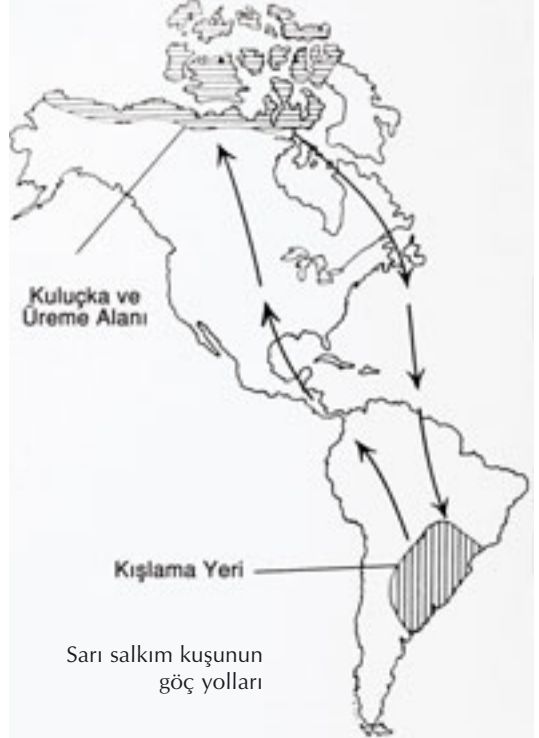 Kuluçka ve
Üreme Alanı
Kışlama Yeri
Sarı salkım kuşunun
göç yolları